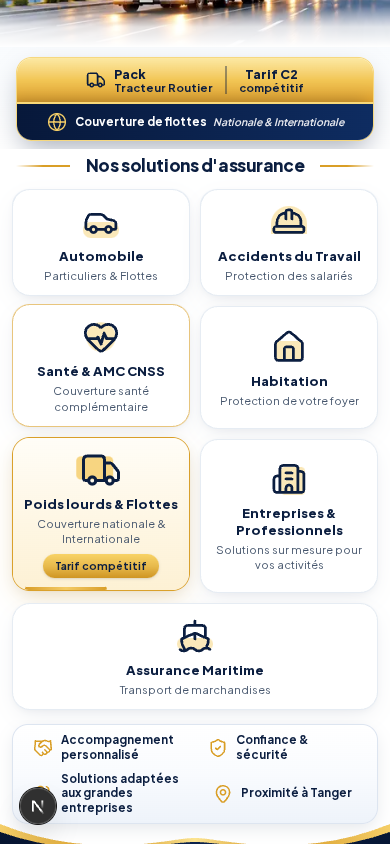 Pack
Tracteur Routier
Tarif C2
compétitif
Couverture de flottes Nationale & Internationale
Nos solutions d'assurance
Automobile
Particuliers & Flottes
Accidents du Travail
Protection des salariés
Santé & AMC CNSS
Couverture santé
complémentaire
Habitation
Protection de votre foyer
Poids lourds & Flottes
Couverture nationale &
Internationale
Tarif compétitif
Entreprises &
Professionnels
Solutions sur mesure pour
vos activités
Assurance Maritime
Transport de marchandises
Accompagnement
personnalisé
Confiance &
sécurité
Solutions adaptées
aux grandes
entreprises
Proximité à Tanger
N